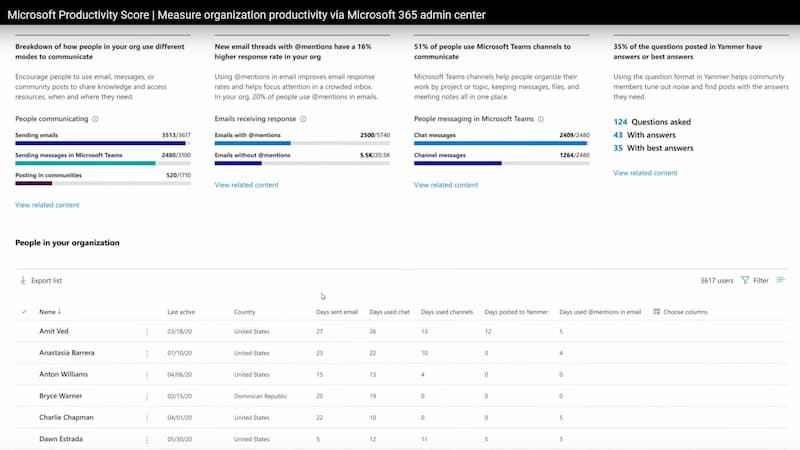 Microsoft Productivity Score | Measure organization productivity via Microsoft 365 admin center
Breakdown of how people in your org use different
modes to communicate
Encourage people to use email, messages, or
community posts to share knowledge and access
resources, when and where they need.
People communicating
Sending emails 3513/3617
Sending messages in Microsoft Teams 2480/3100
Posting in communities 520/1710
View related content
New email threads with @mentions have a 16%
higher response rate in your org
Using @mentions in email improves email response
rates and helps focus attention in a crowded inbox.
In your org, 20% of people use @mentions in emails.
Emails receiving response
Emails with @mentions 2500/5740
Emails without @mentions 5.5K/20.5K
View related content
51% of people use Microsoft Teams channels to
communicate
Microsoft Teams channels help people organize their
work by project or topic, keeping messages, files, and
meeting notes all in one place.
People messaging in Microsoft Teams
Chat messages 2409/2480
Channel messages 1264/2480
View related content
35% of the questions posted in Yammer have
answers or best answers
Using the question format in Yammer helps community
members tune out noise and find posts with the answers
they need.
124 Questions asked
43 With answers
35 With best answers
View related content
People in your organization
Export list 3617 users Filter
Name Last active Country Days sent email Days used chat Days used channels Days posted to Yammer Days used @mentions in email Choose columns
Amit Ved 03/18/20 United States 27 26 13 12 5
Anastasia Barrera 01/10/20 United States 23 22 10 0 4
Anton Williams 04/06/20 United States 15 13 4 0 0
Bryce Warner 02/15/20 Dominican Republic 20 19 0 0 0
Charlie Chapman 04/01/20 United States 22 10 0 0 5
Dawn Estrada 05/30/20 United States 5 12 11 5 3